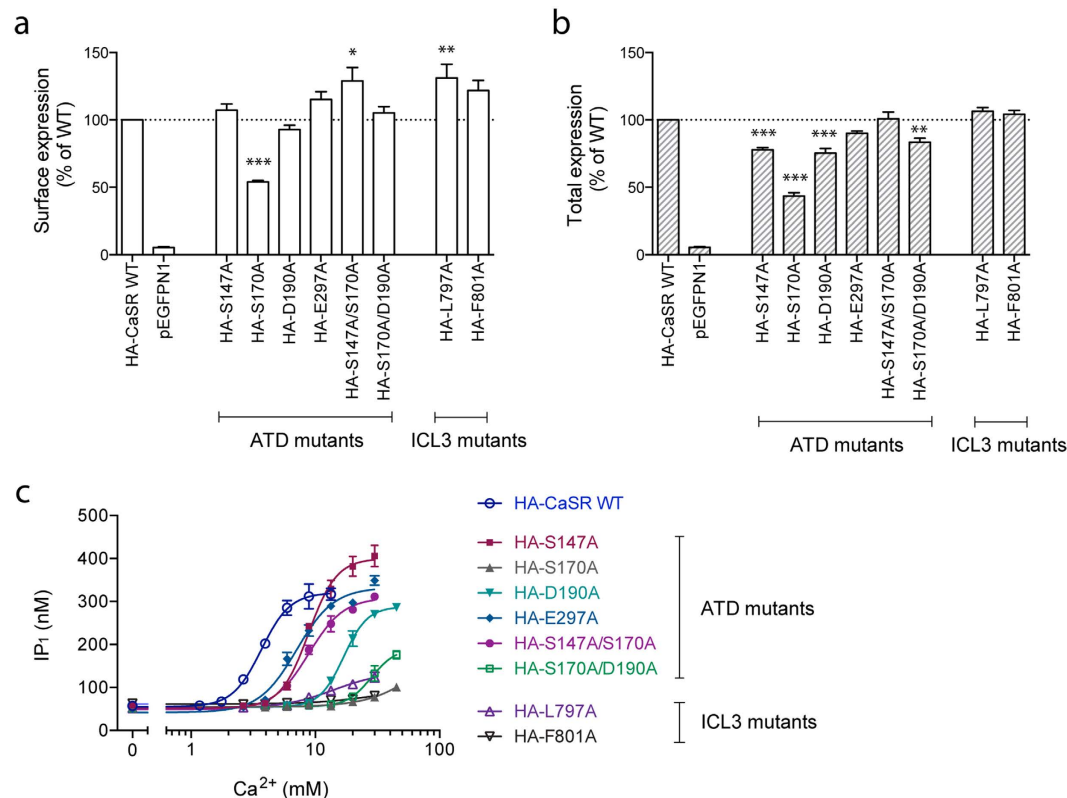 a
Surface expression
(% of WT)
150
100
50
0
*
**
***
HA-CaSR WT
pEGFPN1
HA-S147A
HA-S170A
HA-D190A
HA-E297A
HA-S147A/S170A
HA-S170A/D190A
HA-L797A
HA-F801A
ATD mutants
ICL3 mutants
b
Total expression
(% of WT)
150
100
50
0
***
***
***
**
HA-CaSR WT
pEGFPN1
HA-S147A
HA-S170A
HA-D190A
HA-E297A
HA-S147A/S170A
HA-S170A/D190A
HA-L797A
HA-F801A
ATD mutants
ICL3 mutants
c
IP1 (nM)
500
400
300
200
100
0
0
1
10
100
Ca2+ (mM)
HA-CaSR WT
HA-S147A
HA-S170A
HA-D190A
HA-E297A
HA-S147A/S170A
HA-S170A/D190A
ATD mutants
HA-L797A
HA-F801A
ICL3 mutants